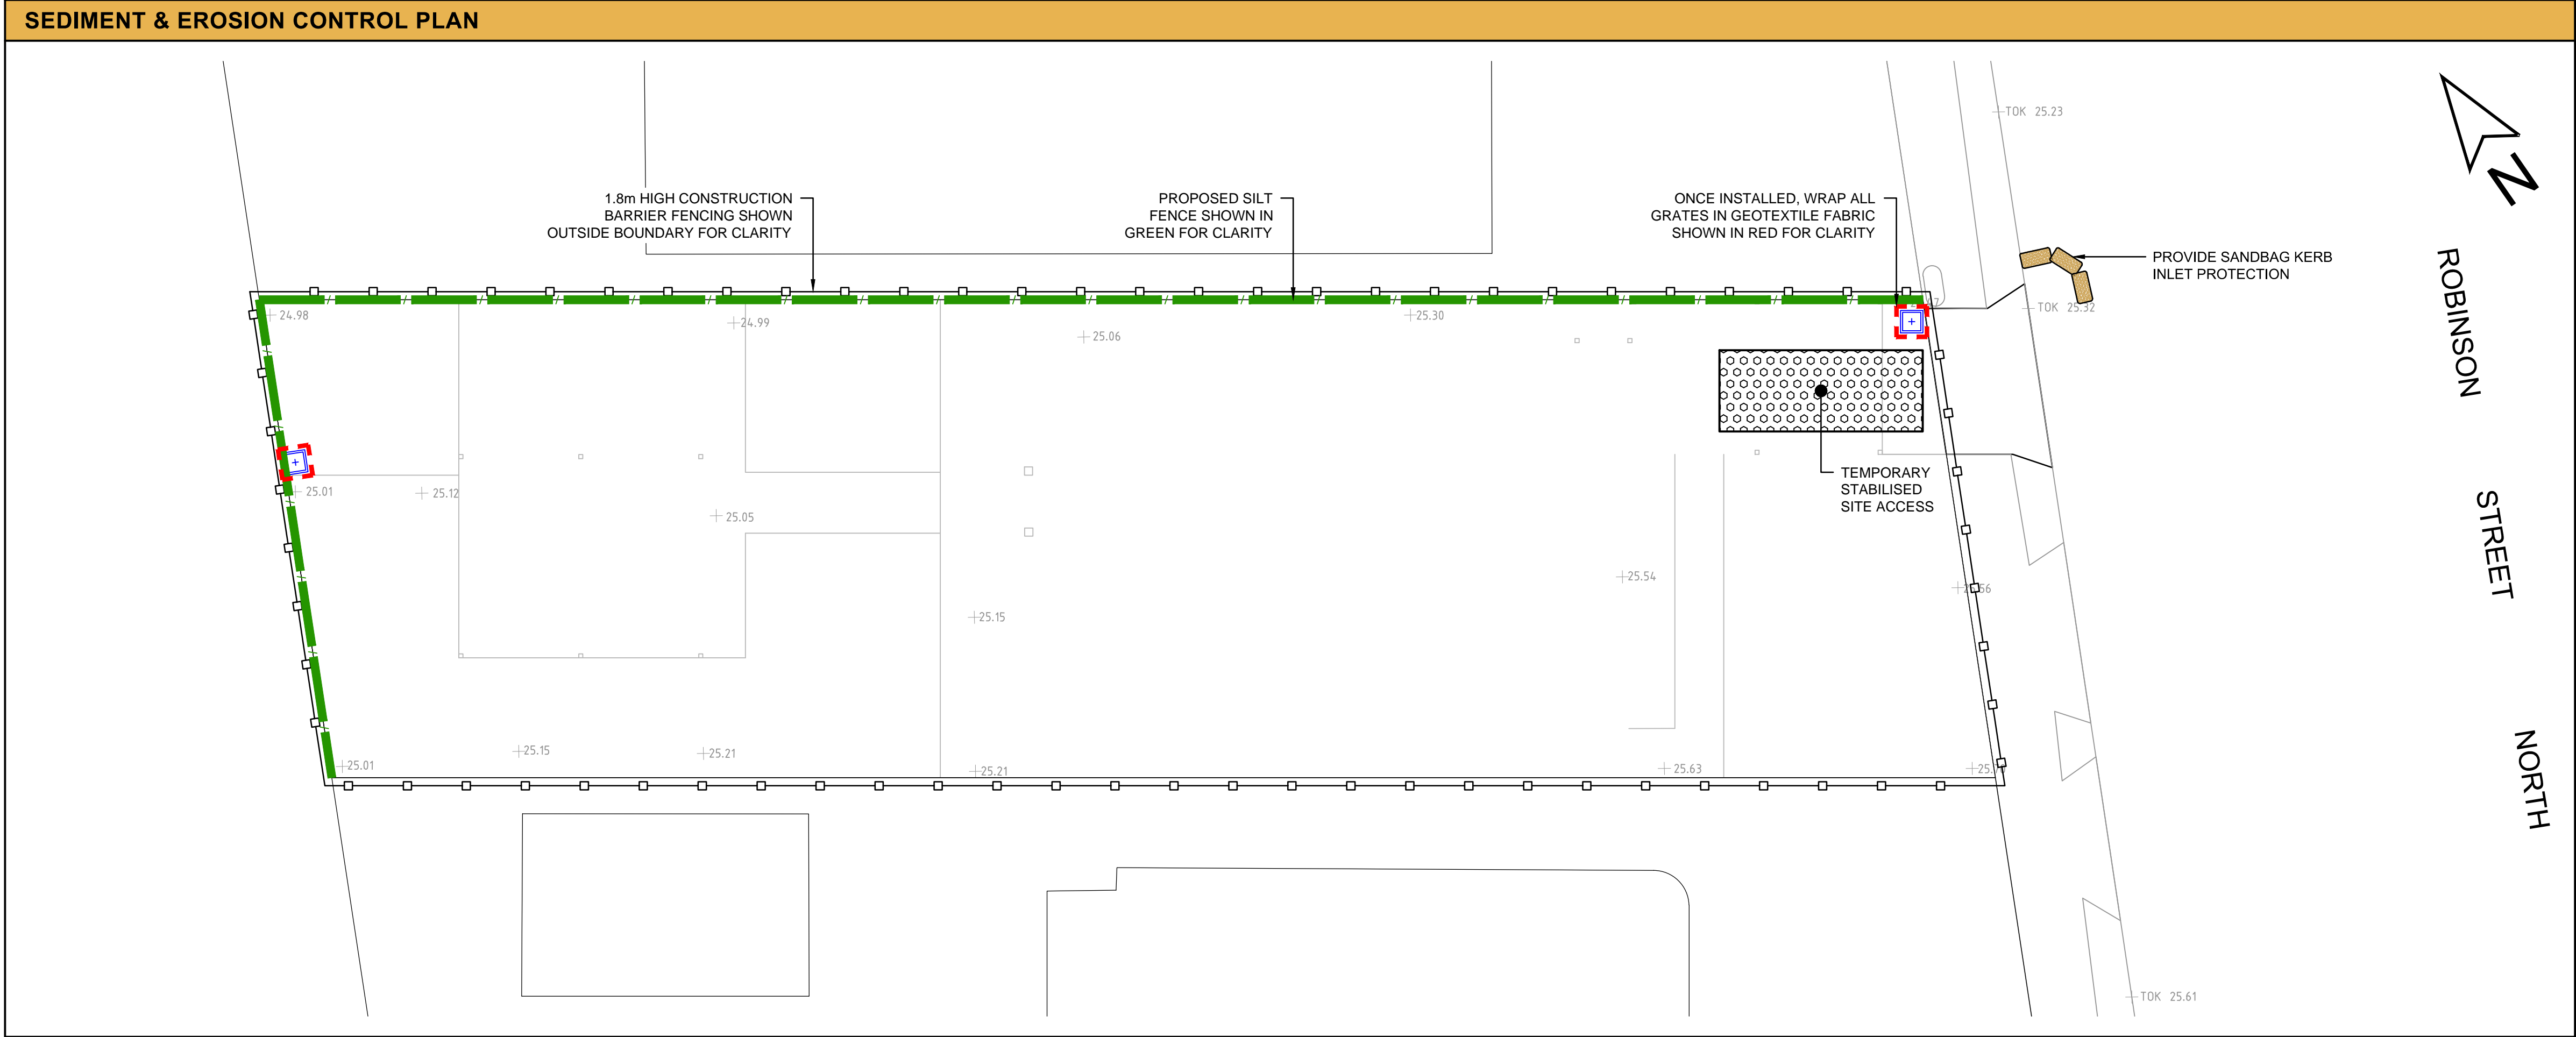 SEDIMENT & EROSION CONTROL PLAN
TOK 25.23
1.8m HIGH CONSTRUCTION
BARRIER FENCING SHOWN
OUTSIDE BOUNDARY FOR CLARITY
PROPOSED SILT
FENCE SHOWN IN
GREEN FOR CLARITY
ONCE INSTALLED, WRAP ALL
GRATES IN GEOTEXTILE FABRIC
SHOWN IN RED FOR CLARITY
N
PROVIDE SANDBAG KERB
INLET PROTECTION
ROBINSON
STREET
NORTH
24.98
24.99
25.06
25.30
TOK 25.32
TEMPORARY
STABILISED
SITE ACCESS
25.01
25.12
25.05
25.54
25.15
25.15
25.21
25.01
25.21
25.63
TOK 25.61